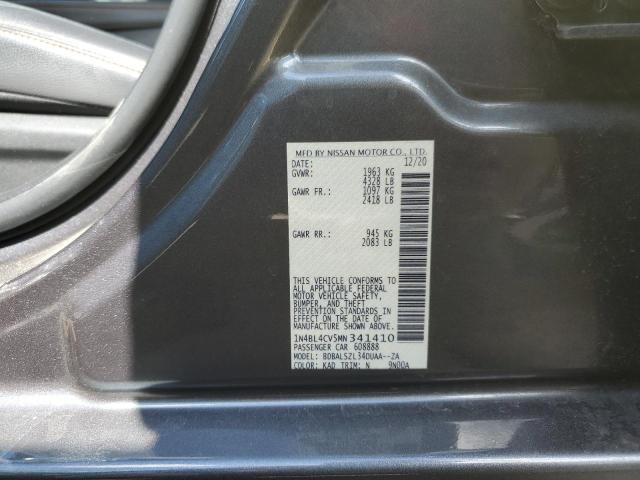 MFD BY NISSAN MOTOR CO., LTD.
DATE: 12/20
GVWR: 1963 KG
4328 LB
GAWR FR.: 1097 KG
2418 LB
GAWR RR.: 945 KG
2083 LB
THIS VEHICLE CONFORMS TO
ALL APPLICABLE FEDERAL
MOTOR VEHICLE SAFETY,
BUMPER, AND THEFT
PREVENTION STANDARDS IN
EFFECT ON THE DATE OF
MANUFACTURE SHOWN ABOVE.
1N4BL4CV5MN341410
PASSENGER CAR 608888
MODEL: BDBALSZL34DUAA--ZA
COLOR: KAD TRIM: N 9N00A